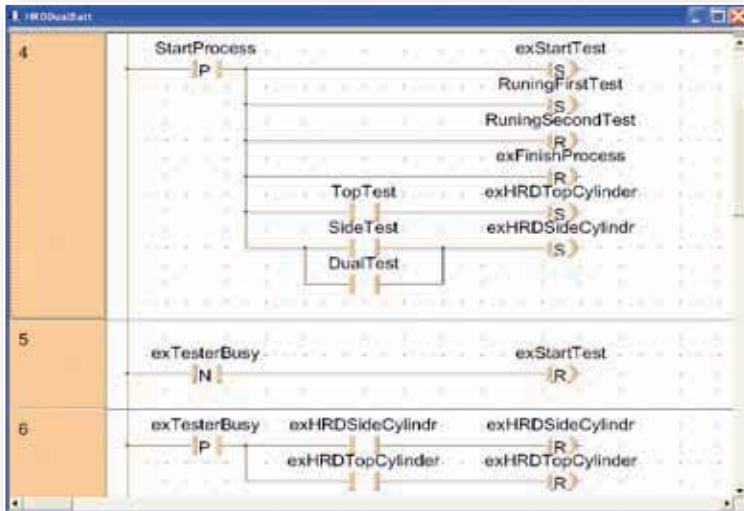 HRDDualBatt
4
StartProcess exStartTest
P S
RuningFirstTest
S
RuningSecondTest
R
exFinishProcess
R
TopTest exHRDTopCylinder
S
SideTest exHRDSideCylindr
S
DualTest
5
exTesterBusy exStartTest
N R
6
exTesterBusy exHRDSideCylindr exHRDSideCylindr
P R
exHRDTopCylinder exHRDTopCylinder
R